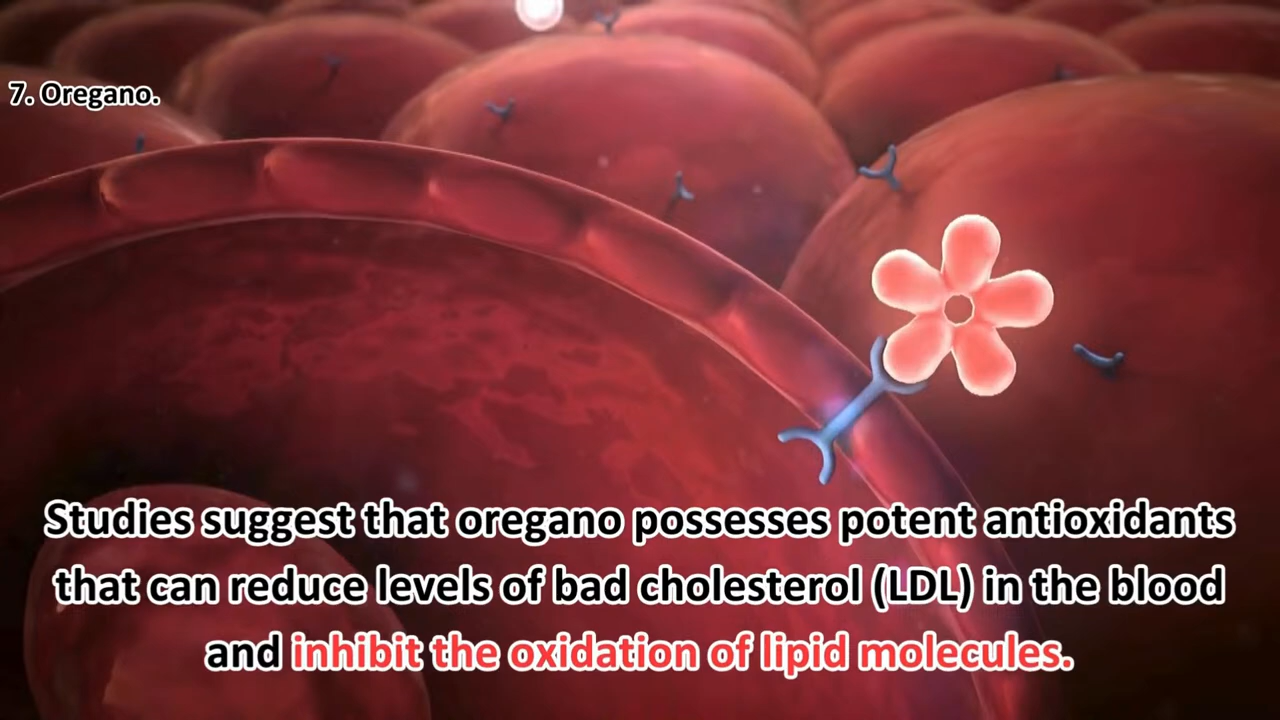 7. Oregano.
Studies suggest that oregano possesses potent antioxidants
that can reduce levels of bad cholesterol (LDL) in the blood
and inhibit the oxidation of lipid molecules.